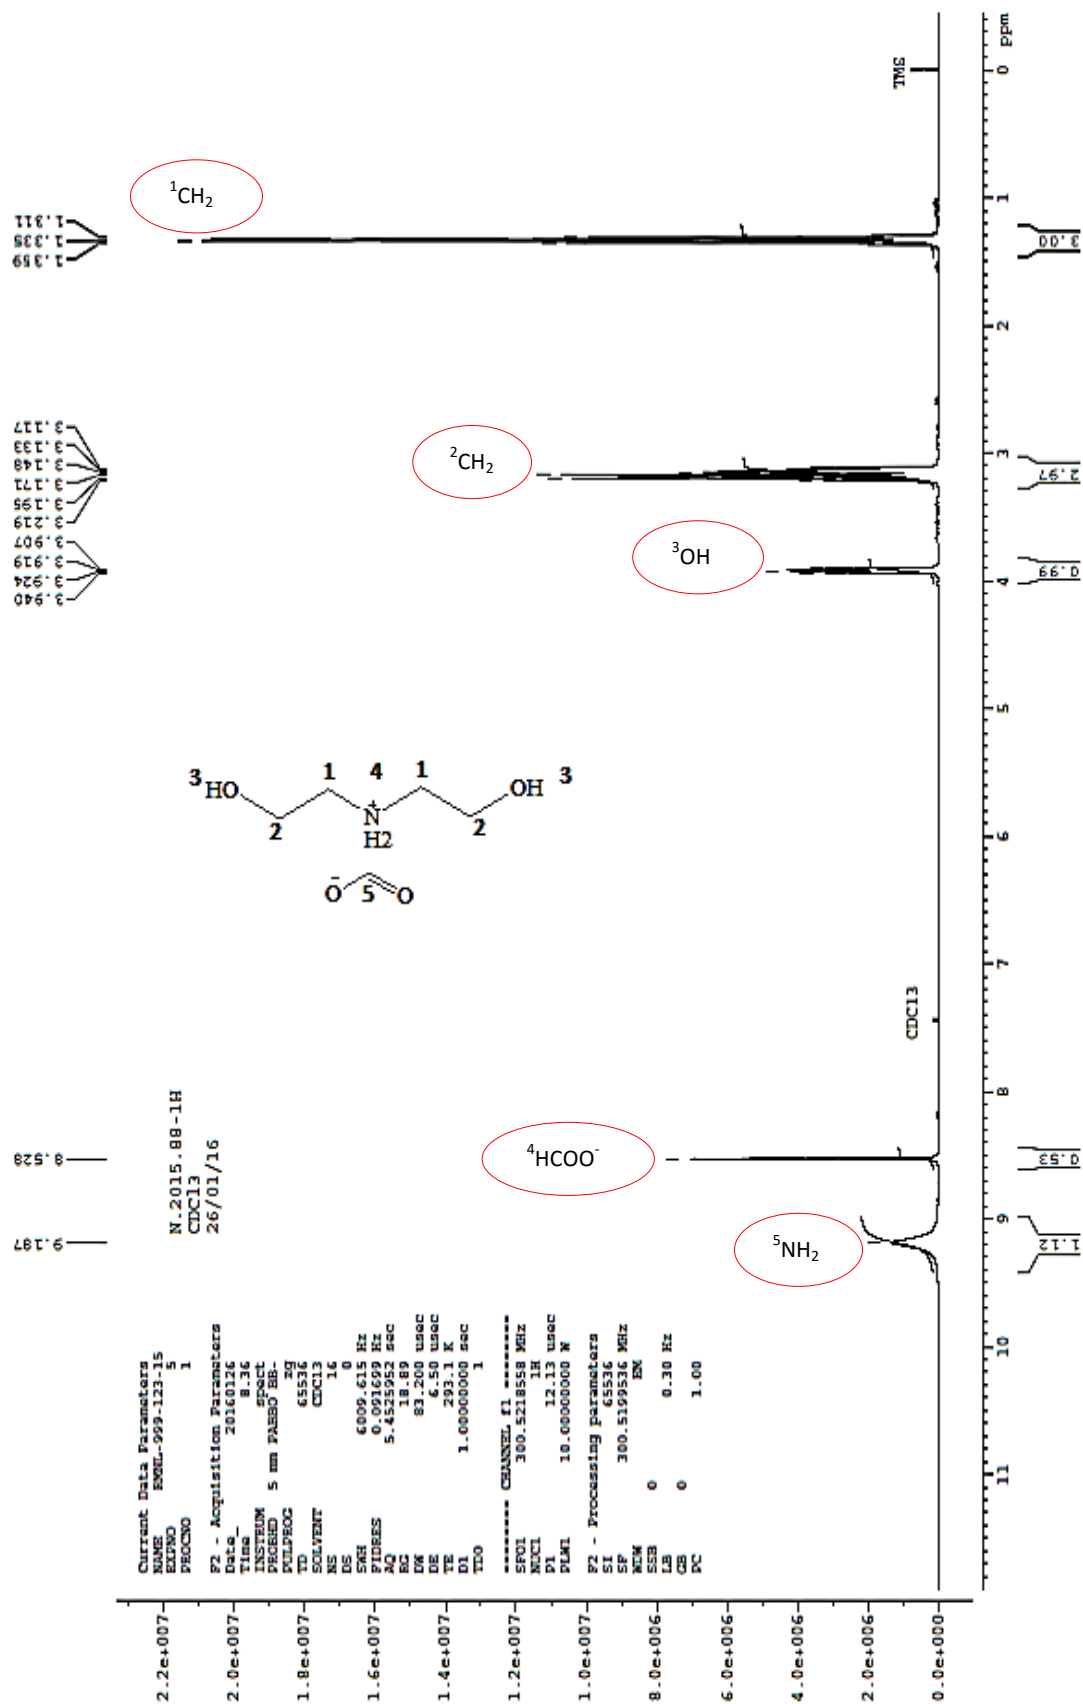 1.311
1.335
1.359
3.117
3.133
3.148
3.171
3.195
3.219
3.907
3.919
3.924
3.940
8.528
9.187
1CH2
2CH2
3OH
4HCOO-
5NH2
TMS
CDCl3
3 HO
1
4
1
OH 3
2
N+
H2
2
O-
5
O
N.2015.88-1H
CDCl3
26/01/16
Current Data Parameters
NAME RMNL-999-123-15
EXPNO 5
PROCNO 1
F2 - Acquisition Parameters
Date_ 20160126
Time 8.36
INSTRUM spect
PROBHD 5 mm PABBO BB-
PULPROG zg
TD 65536
SOLVENT CDCl3
NS 16
DS 0
SWH 6009.615 Hz
FIDRES 0.091699 Hz
AQ 5.4525952 sec
RG 18.89
DW 83.200 usec
DE 6.50 usec
TE 293.1 K
D1 1.00000000 sec
TD0 1
======== CHANNEL f1 ========
SFO1 300.5218558 MHz
NUC1 1H
P1 12.13 usec
PLW1 10.00000000 W
F2 - Processing parameters
SI 65536
SF 300.5199536 MHz
WDW EM
SSB 0
LB 0.30 Hz
GB 0
PC 1.00
2.2e+007
2.0e+007
1.8e+007
1.6e+007
1.4e+007
1.2e+007
1.0e+007
8.0e+006
6.0e+006
4.0e+006
2.0e+006
0.0e+000
11
10
9
8
7
6
5
4
3
2
1
0
ppm
1.12
0.53
0.99
2.97
3.00